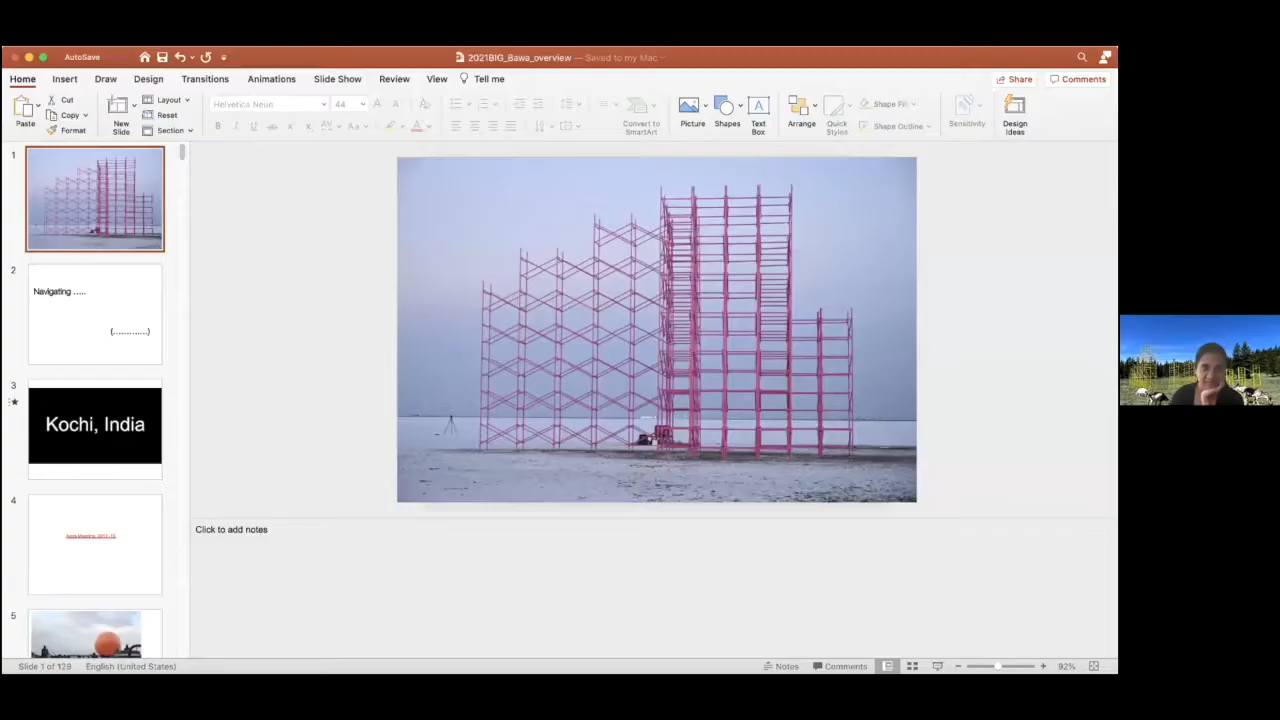 AutoSave
2021BIG_Bawa_overview — Saved to my Mac
Home Insert Draw Design Transitions Animations Slide Show Review View Tell me
Share Comments
Paste
Cut
Copy
Format
New
Slide
Layout
Reset
Section
Helvetica Neue 44
Convert to
SmartArt
Picture
Shapes
Text
Box
Arrange
Quick
Styles
Shape Fill
Shape Outline
Sensitivity
Design
Ideas
1
2
Navigating .....
(.............)
3
Kochi, India
4
5
Click to add notes
Slide 1 of 129 English (United States)
Notes Comments 92%